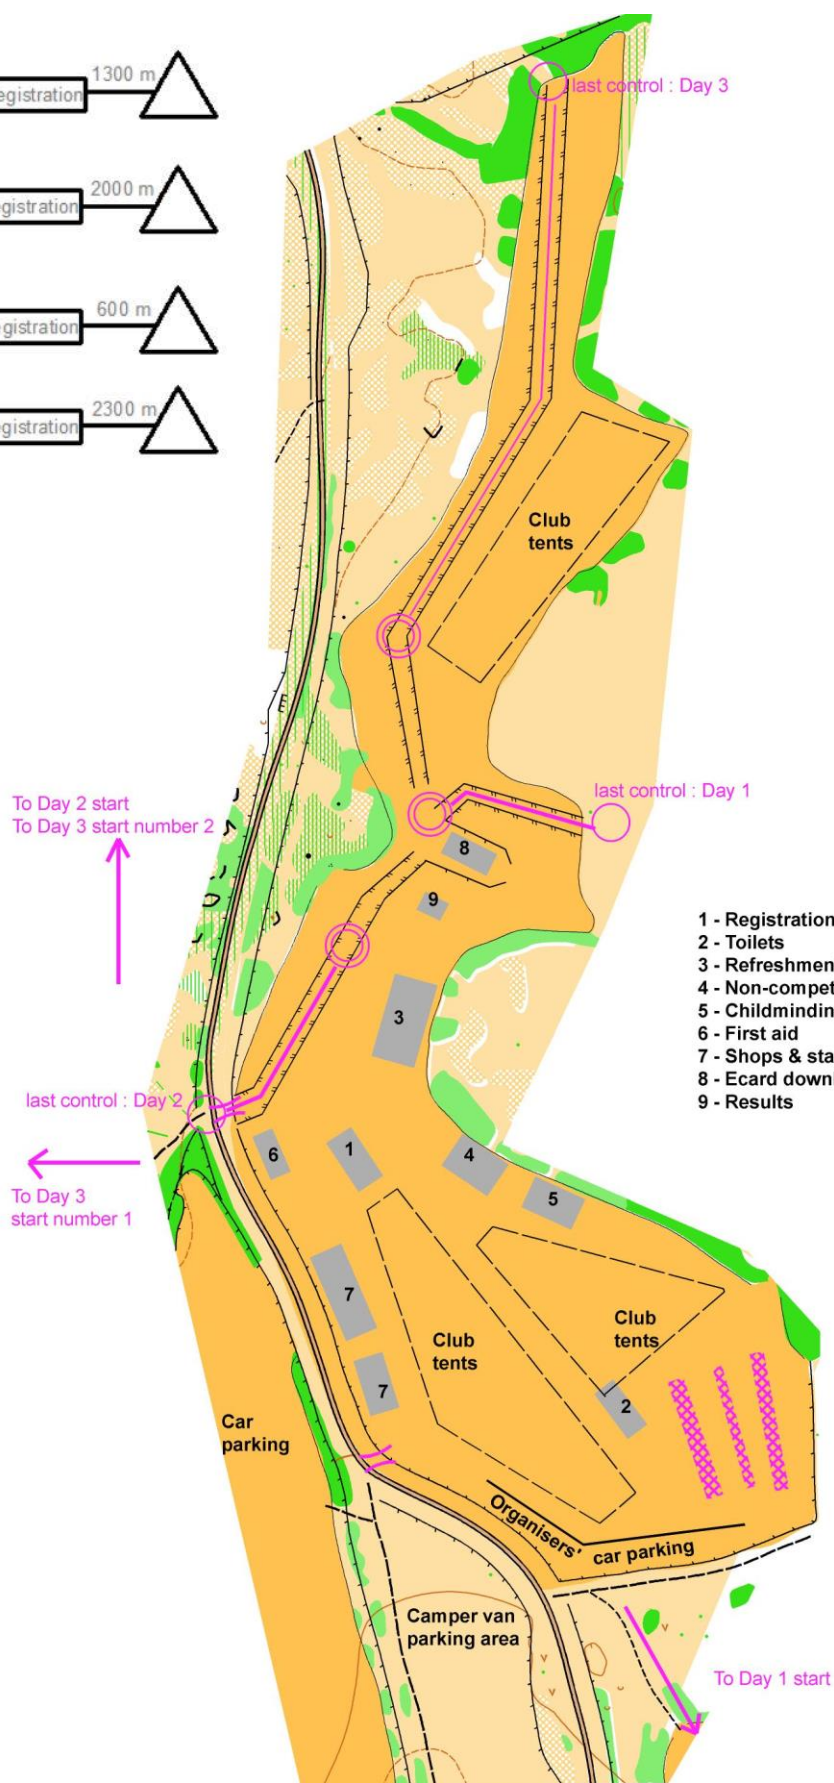 1300 m
egistration
last control : Day 3
2000 m
egistration
600 m
egistration
2300 m
egistration
Club
tents
To Day 2 start
To Day 3 start number 2
last control : Day 1
8
9
3
1 - Registration
2 - Toilets
3 - Refreshmen
4 - Non-compet
5 - Childmindin
6 - First aid
7 - Shops & sta
8 - Ecard downl
9 - Results
last control : Day 2
6
1
4
5
To Day 3
start number 1
7
Club
tents
Club
tents
7
2
Car
parking
Organisers' car parking
Camper van
parking area
To Day 1 start